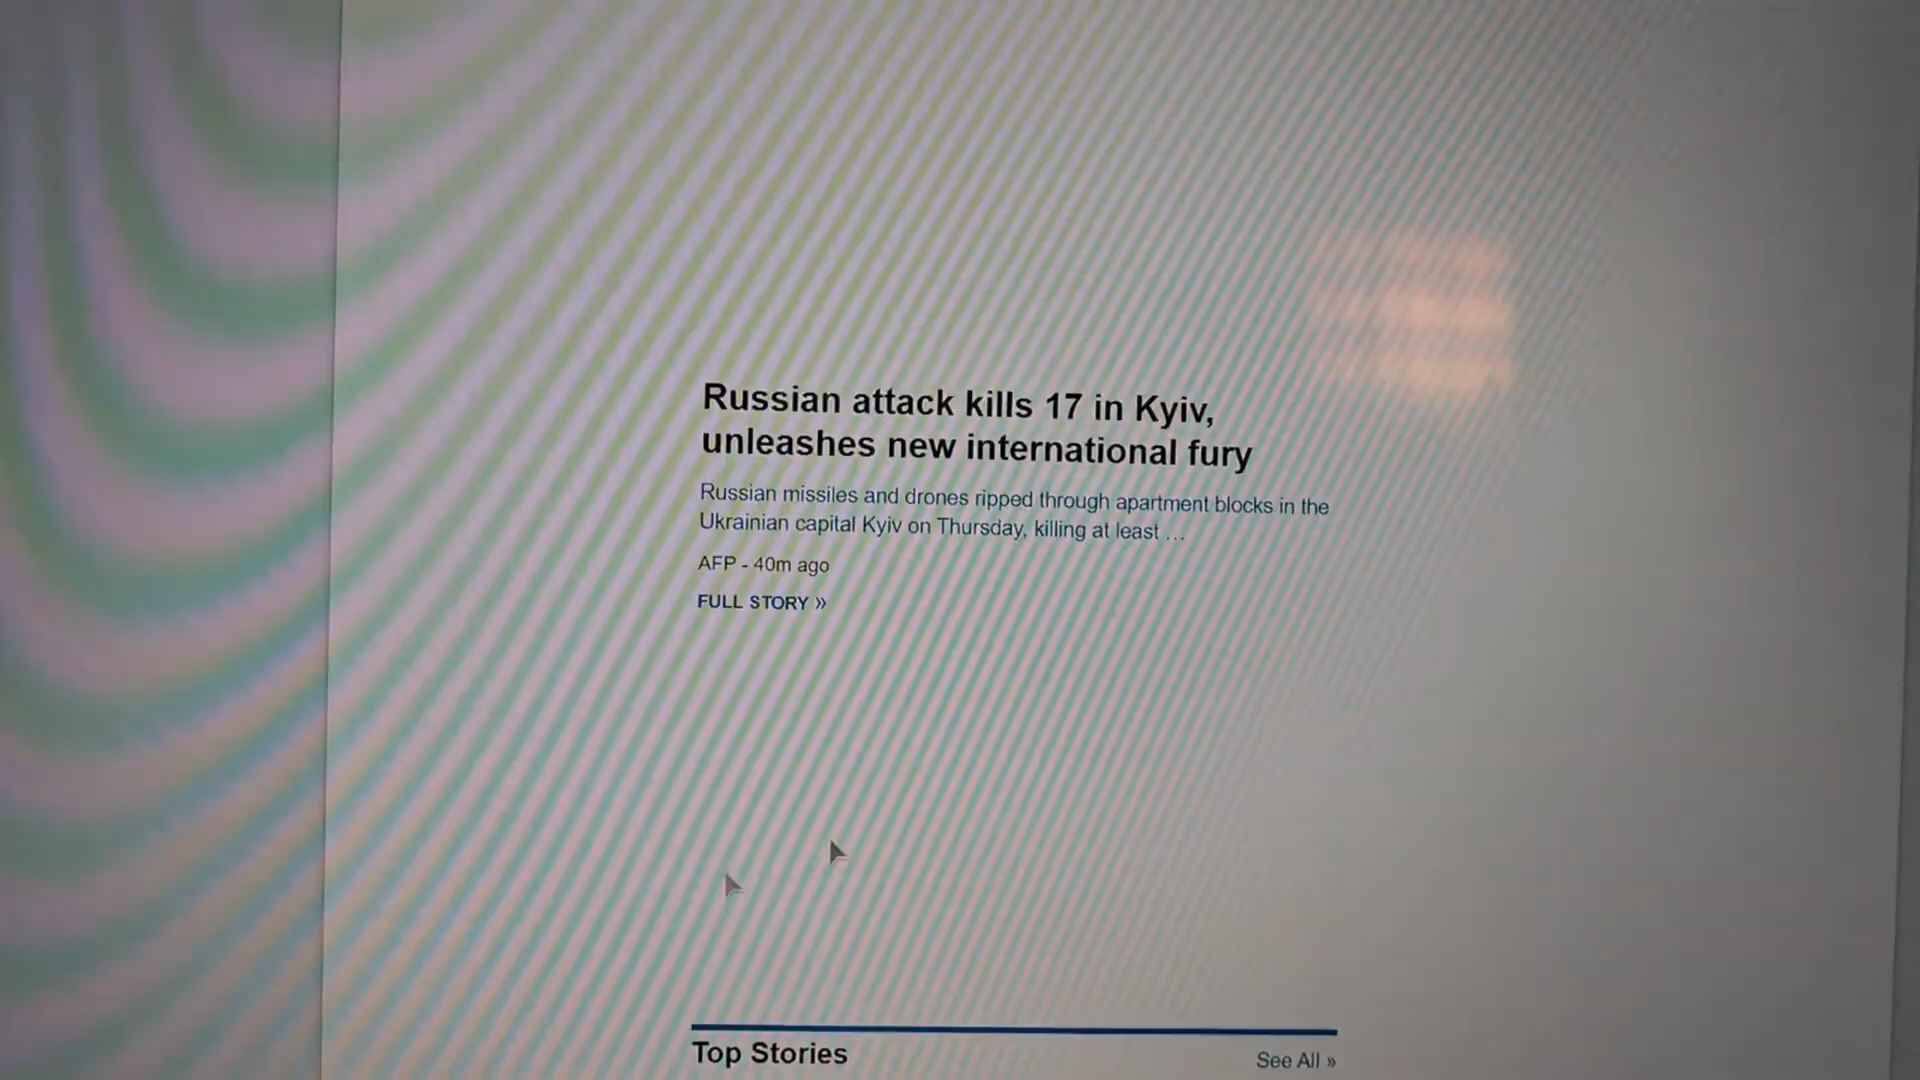 Russian attack kills 17 in Kyiv,
unleashes new international fury
Russian missiles and drones ripped through apartment blocks in the
Ukrainian capital Kyiv on Thursday, killing at least …
AFP - 40m ago
FULL STORY »
Top Stories
See All »